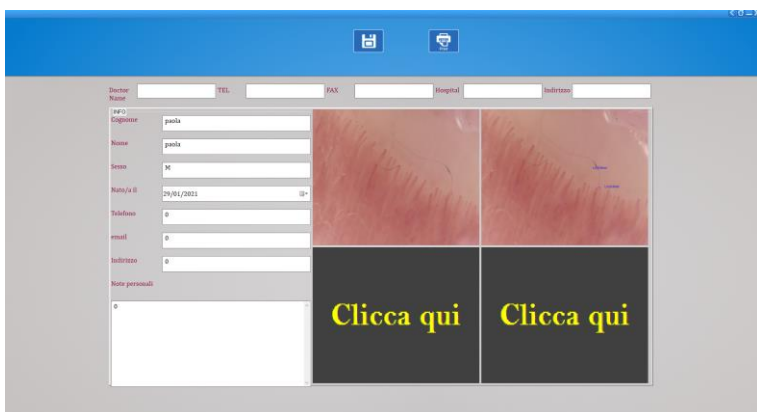 Doctor Name
TEL
FAX
Hospital
Indirizzo
INFO
Cognome
paola
Nome
paola
Sesso
M
Nato/a il
29/01/2021
Telefono
0
email
0
Indirizzo
0
Note personali
0
Clicca qui
Clicca qui